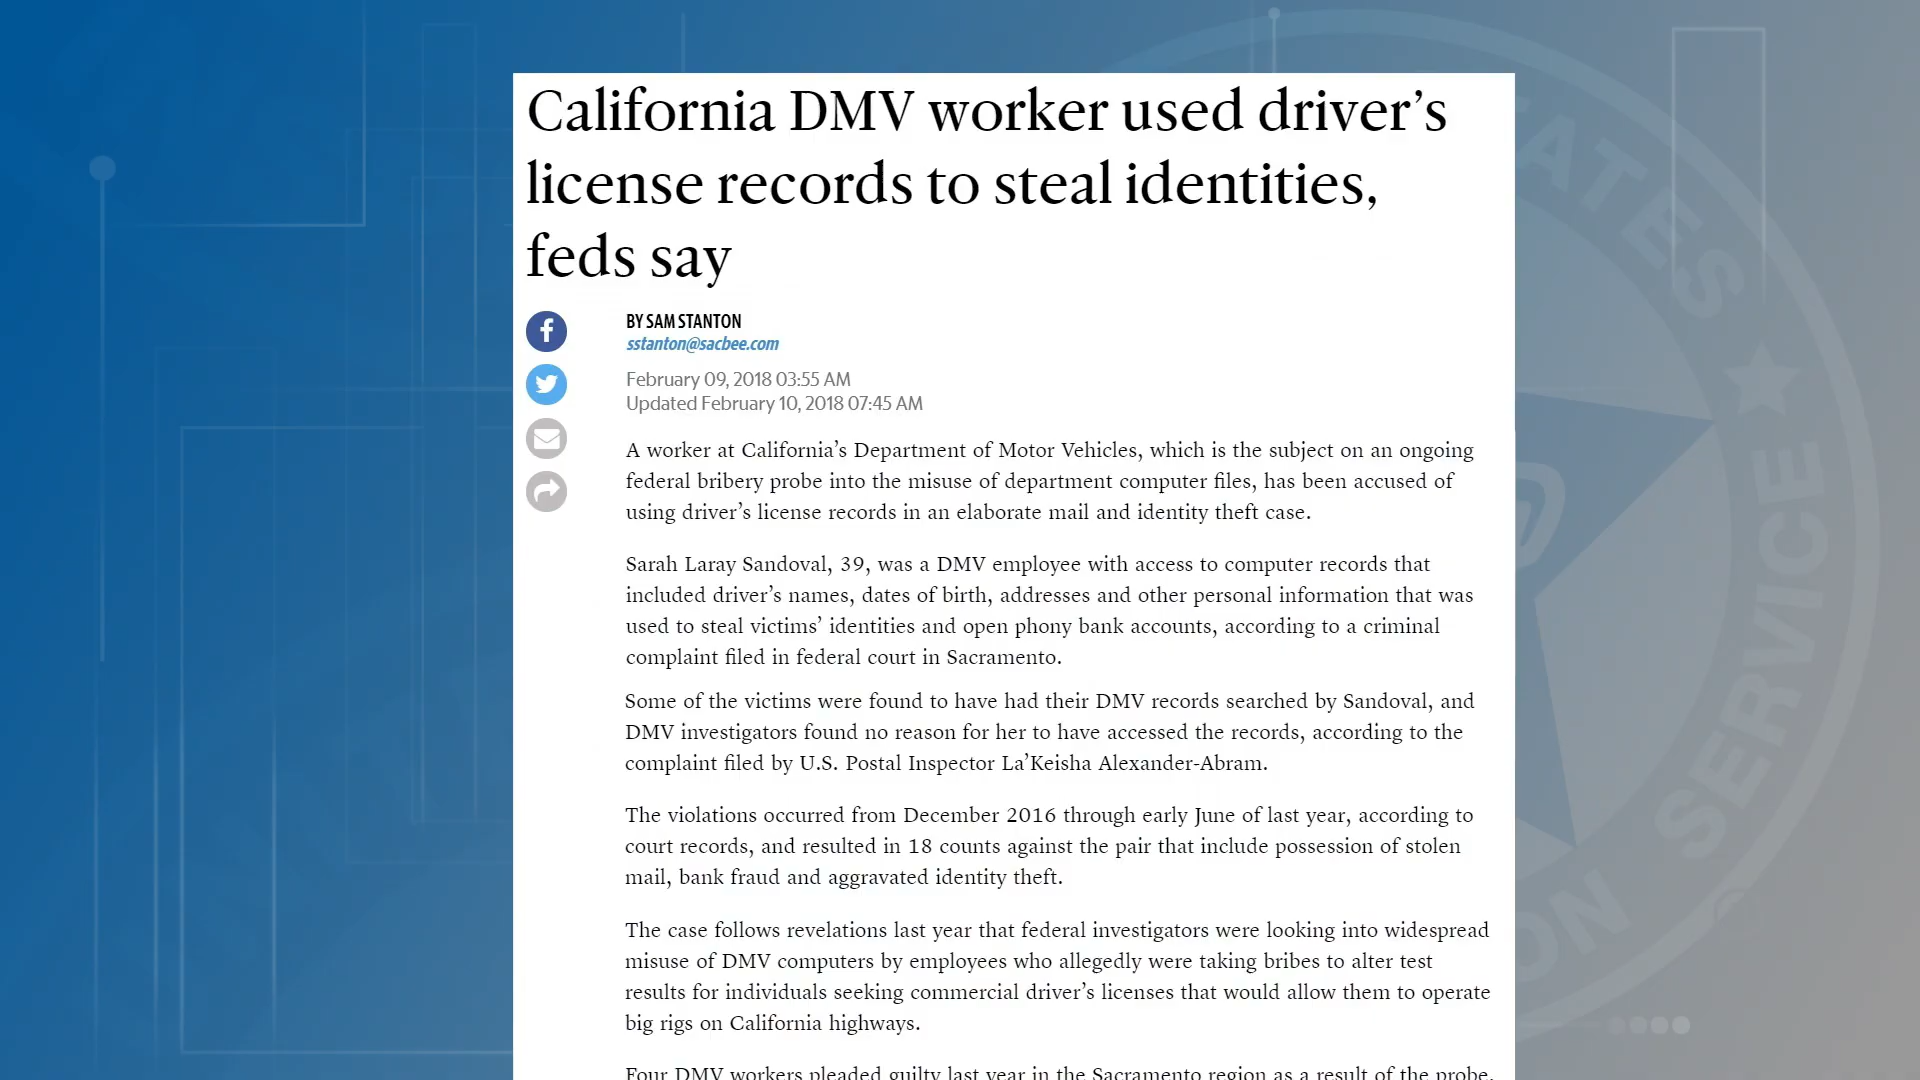 California DMV worker used driver’s
license records to steal identities,
feds say
BY SAM STANTON
sstanton@sacbee.com
February 09, 2018 03:55 AM
Updated February 10, 2018 07:45 AM
A worker at California’s Department of Motor Vehicles, which is the subject on an ongoing
federal bribery probe into the misuse of department computer files, has been accused of
using driver’s license records in an elaborate mail and identity theft case.
Sarah Laray Sandoval, 39, was a DMV employee with access to computer records that
included driver’s names, dates of birth, addresses and other personal information that was
used to steal victims’ identities and open phony bank accounts, according to a criminal
complaint filed in federal court in Sacramento.
Some of the victims were found to have had their DMV records searched by Sandoval, and
DMV investigators found no reason for her to have accessed the records, according to the
complaint filed by U.S. Postal Inspector La’Keisha Alexander-Abram.
The violations occurred from December 2016 through early June of last year, according to
court records, and resulted in 18 counts against the pair that include possession of stolen
mail, bank fraud and aggravated identity theft.
The case follows revelations last year that federal investigators were looking into widespread
misuse of DMV computers by employees who allegedly were taking bribes to alter test
results for individuals seeking commercial driver’s licenses that would allow them to operate
big rigs on California highways.
Four DMV workers pleaded guilty last year in the Sacramento region as a result of the probe,
ATES
SERVICE
ON